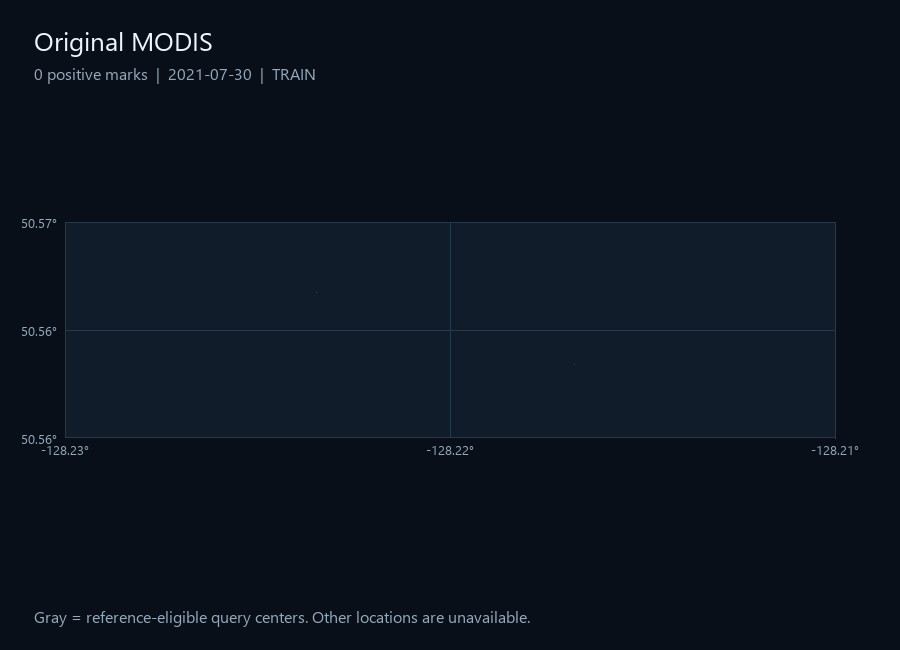 Original MODIS
0 positive marks | 2021-07-30 | TRAIN
50.57°
50.56°
50.56°
-128.23° -128.22° -128.21°
Gray = reference-eligible query centers. Other locations are unavailable.